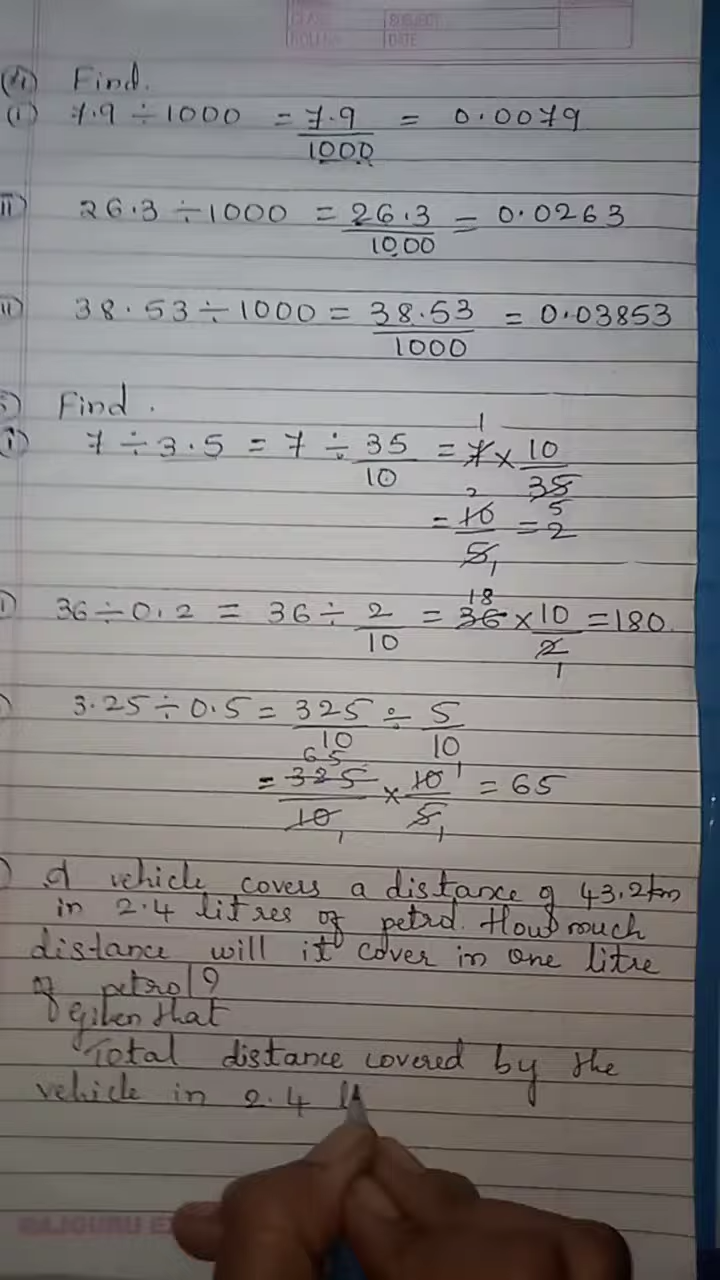 CLASS SUBJECT
ROLL No. DATE
Find.
(i) 7.9 ÷ 1000 = 7.9/1000 = 0.0079
ii) 26.3 ÷ 1000 = 26.3/1000 = 0.0263
iii) 38.53 ÷ 1000 = 38.53/1000 = 0.03853
Find.
i) 7 ÷ 3.5 = 7 ÷ 35/10 = 7 × 10/35
= 10/5 = 2
36 ÷ 0.2 = 36 ÷ 2/10 = 36 × 10/2 = 180.
3.25 ÷ 0.5 = 325/10 ÷ 5/10
= 325/10 × 10/5 = 65
A vehicle covers a distance of 43.2 km
in 2.4 litres of petrol. How much
distance will it cover in one litre
of petrol?
Given that
Total distance covered by the
vehicle in 2.4 l